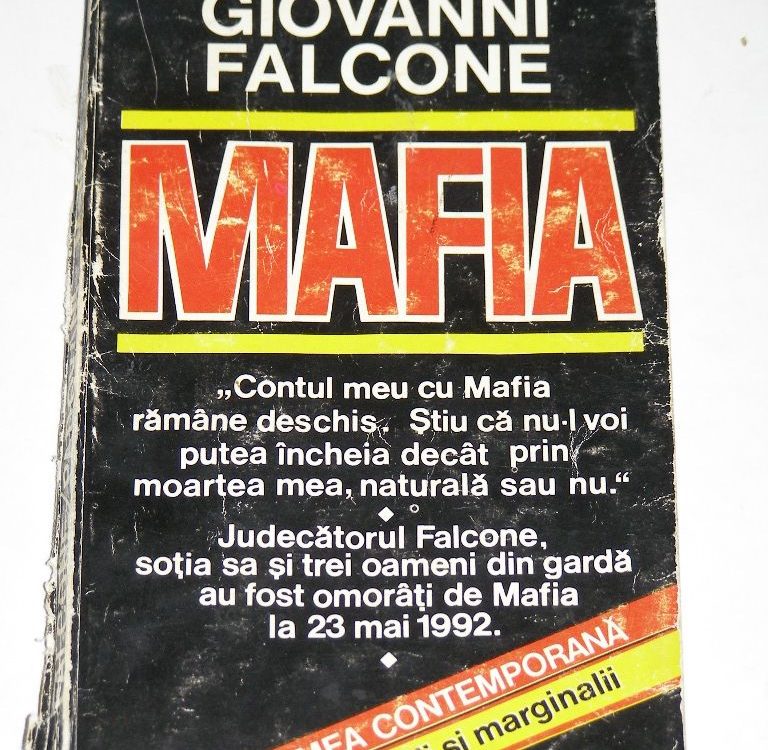 GIOVANNI
FALCONE
MAFIA
„Contul meu cu Mafia
rămâne deschis. Știu că nu-l voi
putea încheia decât prin
moartea mea, naturală sau nu.“
Judecătorul Falcone,
soția sa și trei oameni din gardă
au fost omorâți de Mafia
la 23 mai 1992.
CONTEMPORANĂ
și marginalii